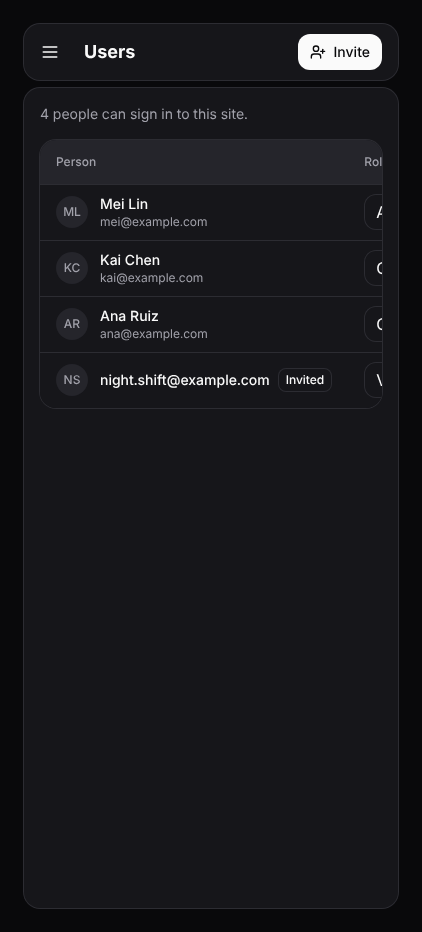 Users
Invite
4 people can sign in to this site.
Person
ML
Mei Lin
mei@example.com
KC
Kai Chen
kai@example.com
AR
Ana Ruiz
ana@example.com
NS
night.shift@example.com Invited